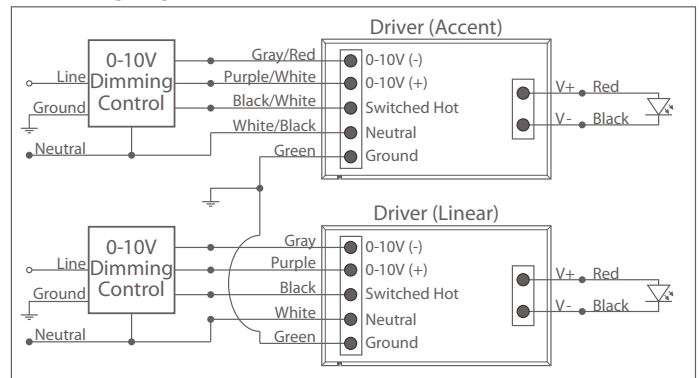 Driver (Accent)
0-10V
Dimming
Control
Line
Ground
Neutral
Gray/Red
Purple/White
Black/White
White/Black
Green
0-10V (-)
0-10V (+)
Switched Hot
Neutral
Ground
V+ Red
V- Black
Driver (Linear)
0-10V
Dimming
Control
Line
Ground
Neutral
Gray
Purple
Black
White
Green
0-10V (-)
0-10V (+)
Switched Hot
Neutral
Ground
V+ Red
V- Black